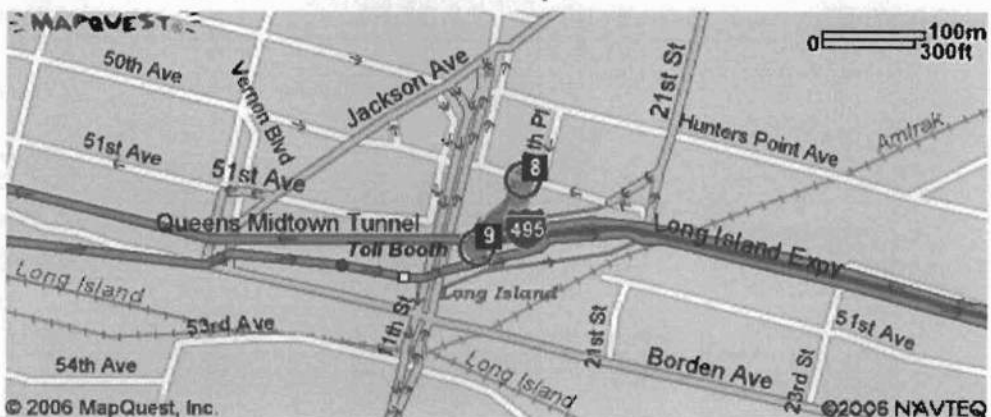 MAPQUEST
100m
0
300ft
50th Ave
Vernon Blvd
Jackson Ave
21st St
Hunters Point Ave
Amtrak
51st Ave
51st Ave
th Pl
8
Queens Midtown Tunnel
Toll Booth
9
495
Long Island Expy
Long Island
Long Island
11th St
53rd Ave
54th Ave
Long Island
21st St
Borden Ave
23rd St
51st Ave
© 2006 MapQuest, Inc.
©2006 NAVTEQ